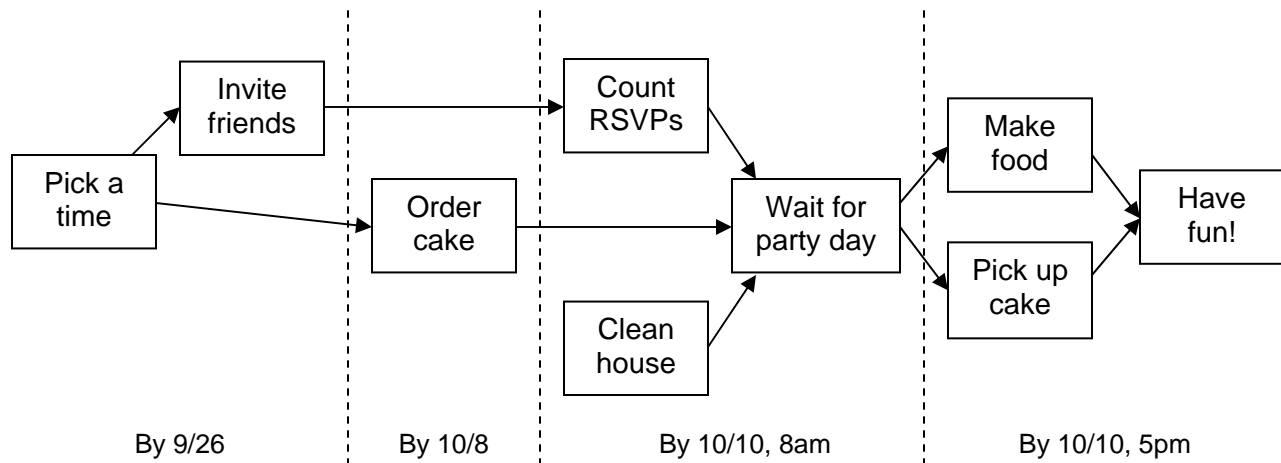 Invite
friends
Pick a
time
Order
cake
Count
RSVPs
Wait for
party day
Clean
house
Make
food
Pick up
cake
Have
fun!
By 9/26
By 10/8
By 10/10, 8am
By 10/10, 5pm